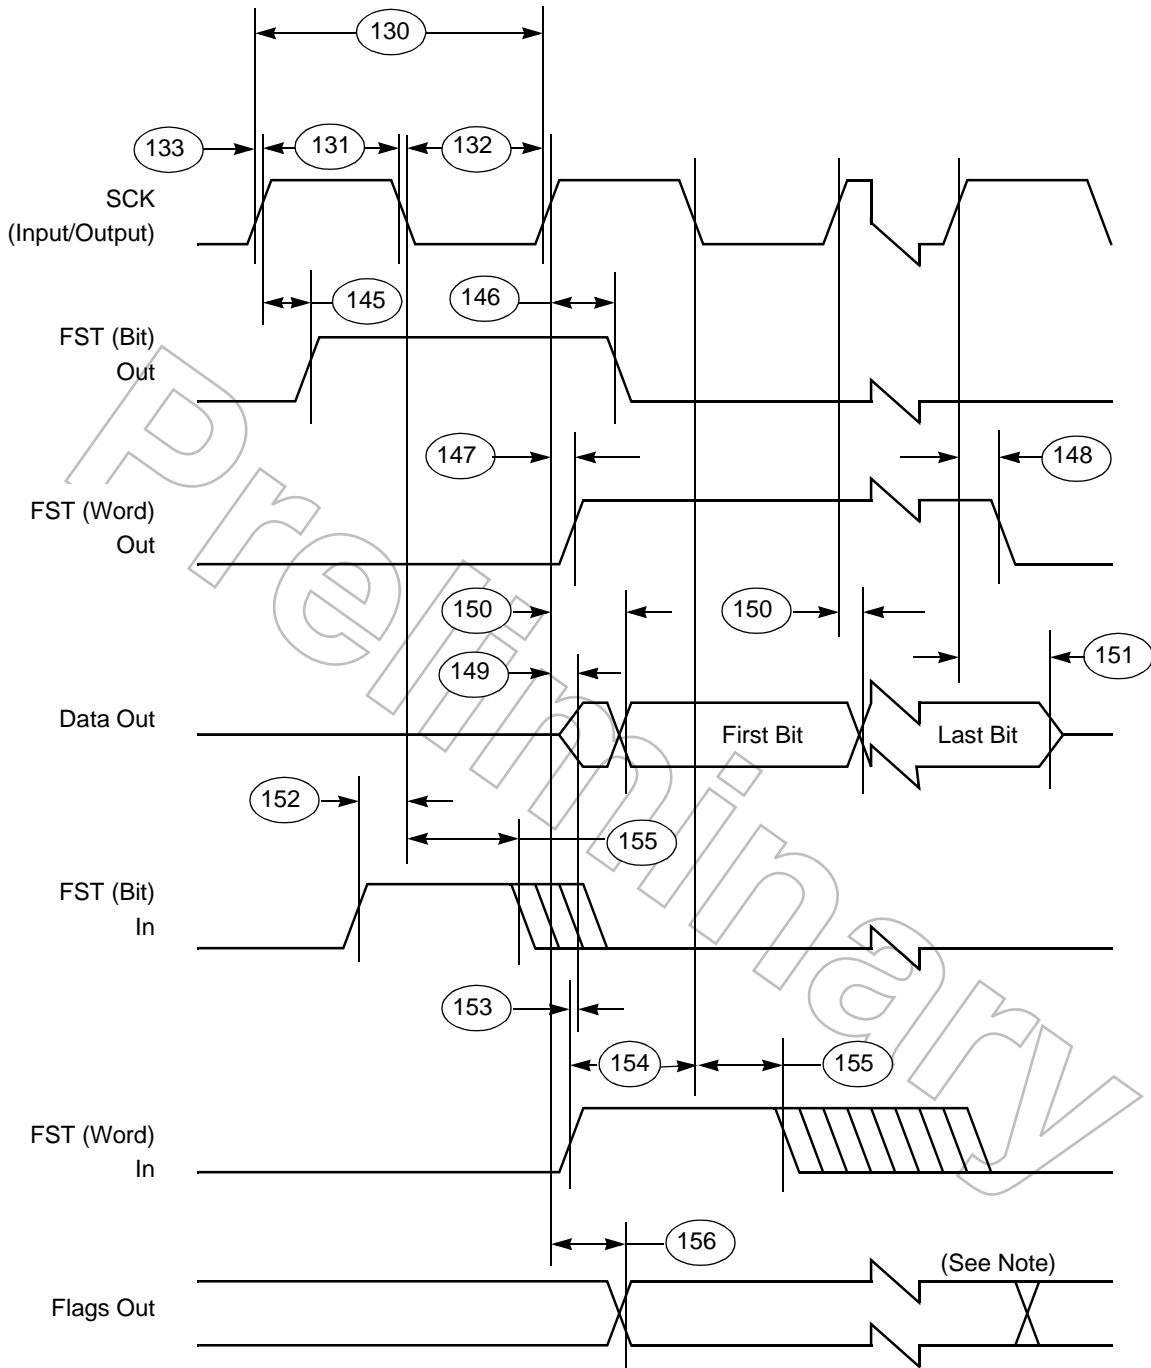 130
133
131
132
SCK
(Input/Output)
145
146
FST (Bit)
Out
147
148
FST (Word)
Out
150
150
149
151
Data Out
First Bit
Last Bit
152
155
FST (Bit)
In
153
154
155
FST (Word)
In
156
(See Note)
Flags Out
Preliminary